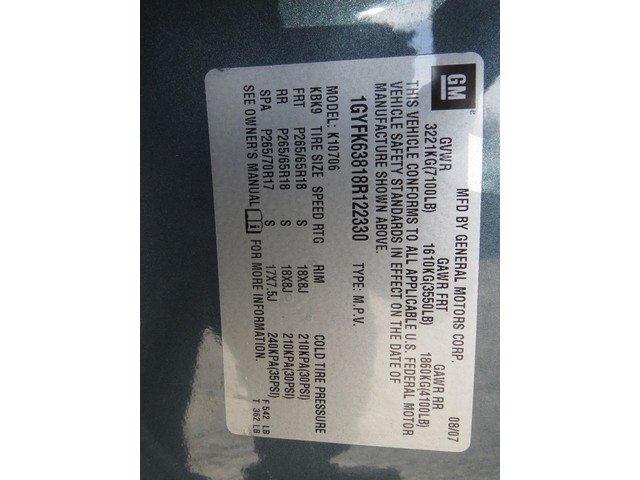 GM
MFD BY GENERAL MOTORS CORP. 08/07
GVWR GAWR FRT GAWR RR
3221KG(7100LB) 1610KG(3550LB) 1860KG(4100LB)
THIS VEHICLE CONFORMS TO ALL APPLICABLE U.S. FEDERAL MOTOR
VEHICLE SAFETY STANDARDS IN EFFECT ON THE DATE OF
MANUFACTURE SHOWN ABOVE.
1GYFK63818R122330 TYPE: M.P.V.
MODEL: K10706
KBK9 TIRE SIZE SPEED RTG RIM COLD TIRE PRESSURE
FRT P265/65R18 S 18X8J 210KPA(30PSI)
RR P265/65R18 S 18X8J 210KPA(30PSI)
SPA P265/70R17 S 17X7.5J 240KPA(35PSI)
SEE OWNER'S MANUAL i FOR MORE INFORMATION.
F 542 LB
T 362 LB